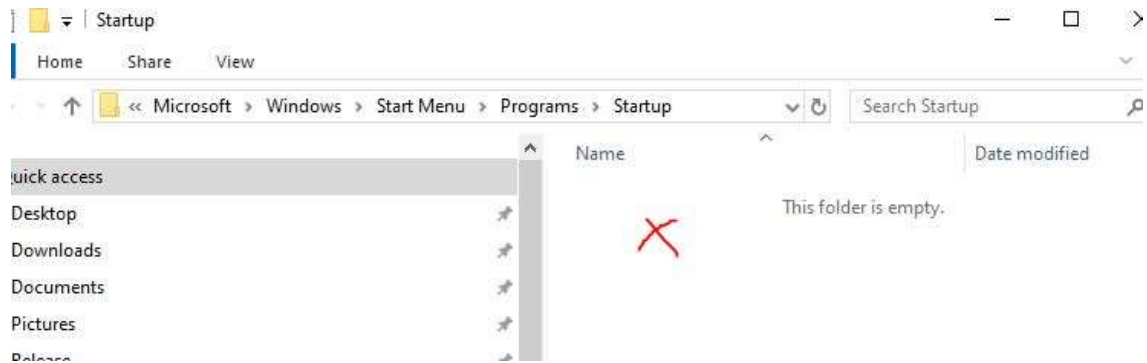 Startup
Home Share View
« Microsoft > Windows > Start Menu > Programs > Startup Search Startup
Name Date modified
access
This folder is empty.
Desktop
Downloads
Documents
Pictures